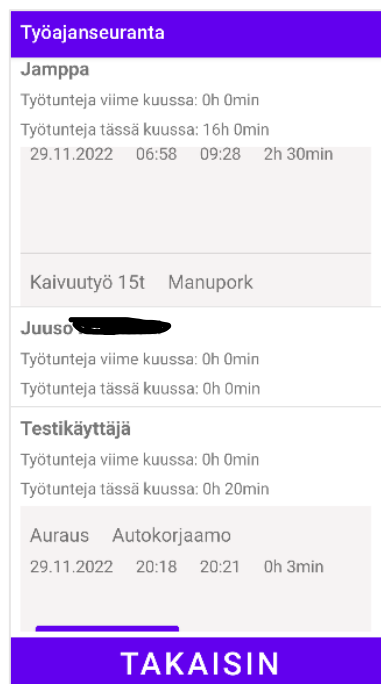 Työajanseuranta
Jamppa
Työtunteja viime kuussa: 0h 0min
Työtunteja tässä kuussa: 16h 0min
29.11.2022 06:58 09:28 2h 30min
Kaivuutyö 15t Manupork
Juuso
Työtunteja viime kuussa: 0h 0min
Työtunteja tässä kuussa: 0h 0min
Testikäyttäjä
Työtunteja viime kuussa: 0h 0min
Työtunteja tässä kuussa: 0h 20min
Auraus Autokorjaamo
29.11.2022 20:18 20:21 0h 3min
TAKAISIN